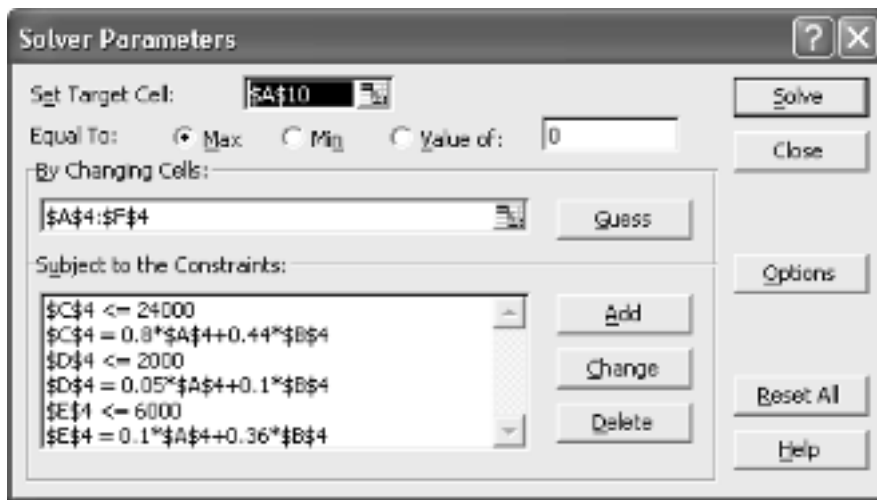 Solver Parameters
Set Target Cell: $A$10 Solve
Equal To: Max Min Value of: 0 Close
By Changing Cells:
$A$4:$F$4 Guess
Subject to the Constraints: Options
$C$4 <= 24000 Add
$C$4 = 0.8*$A$4+0.44*$B$4
$D$4 <= 2000 Change
$D$4 = 0.05*$A$4+0.1*$B$4
$E$4 <= 6000 Delete Reset All
$E$4 = 0.1*$A$4+0.36*$B$4 Help